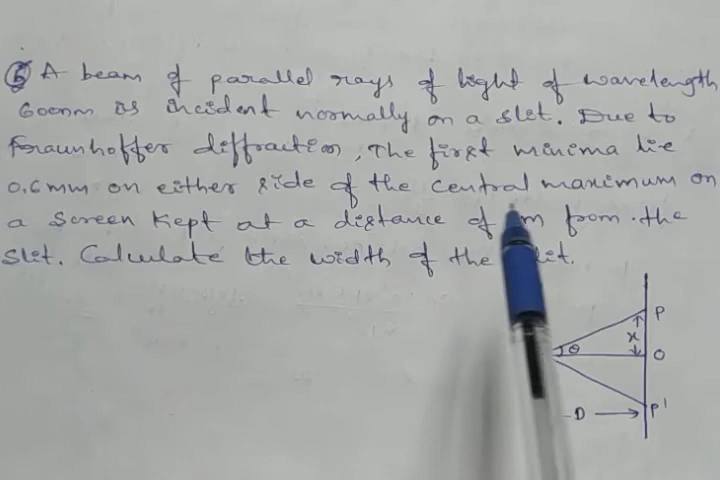 ⑥ A beam of parallel rays of light of wavelength
600nm is incident normally on a slit. Due to
Fraunhoffer diffraction, The first minima lie
0.6mm on either side of the central maximum on
a screen kept at a distance of m from the
slit. Calculate the width of the lit.
P
x
θ
O
D
P'